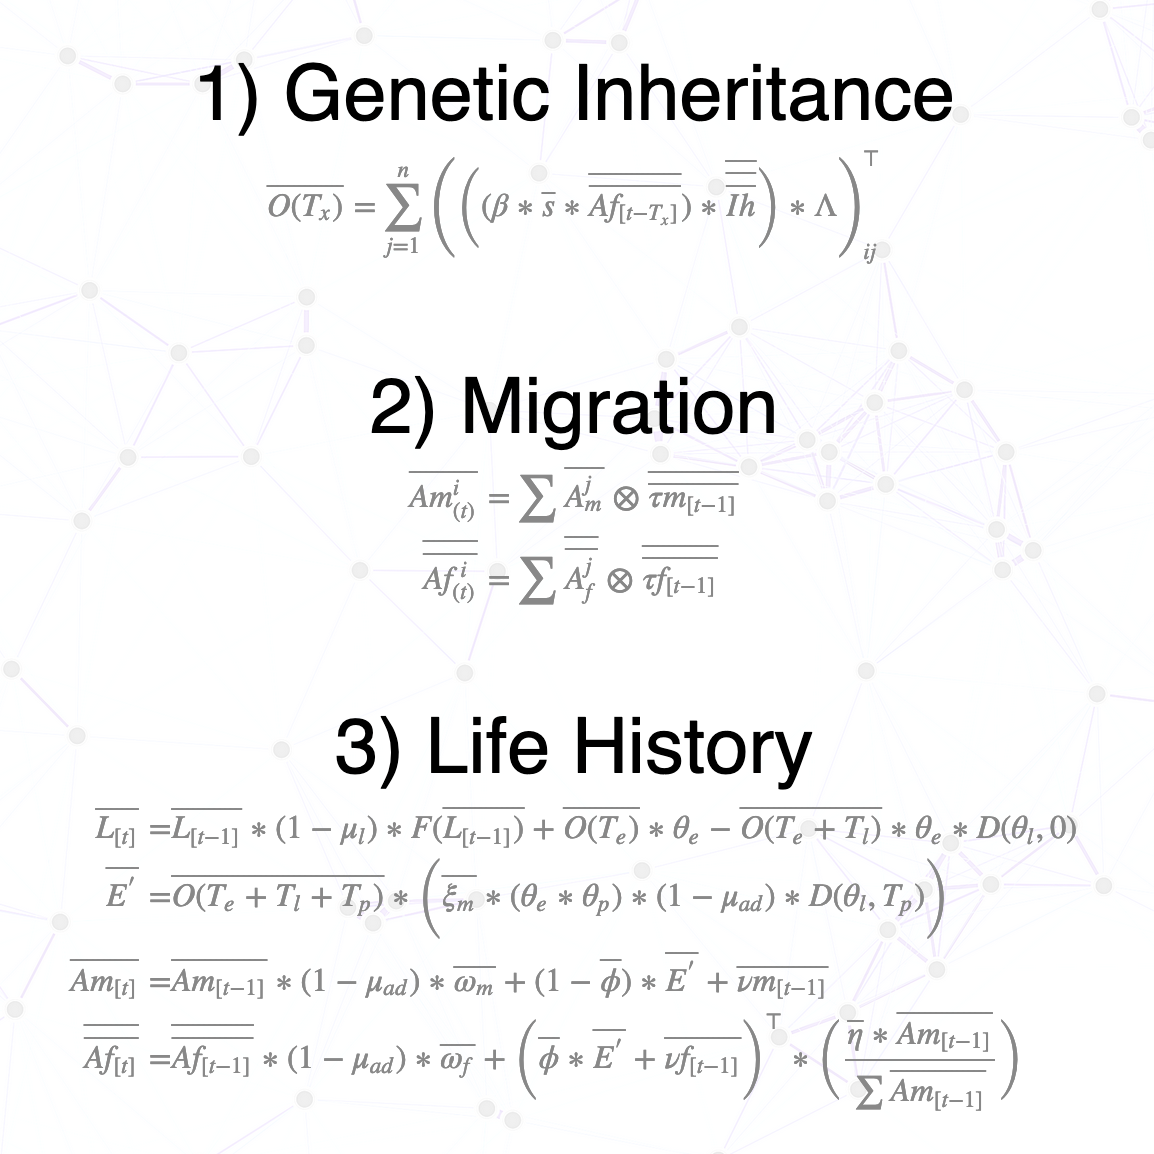 1) Genetic Inheritance
$\overline{O(T_x)} = \sum_{j=1}^{n} \left( \left( (\beta * \overline{s} * \overline{\overline{Af_{[t-T_x]}}}) * \overline{\overline{\overline{Ih}}} \right) * \Lambda \right)_{ij}^{\top}$
2) Migration
$\overline{Am^{i}_{(t)}} = \sum \overline{A^{j}_{m}} \otimes \overline{\overline{\tau m_{[t-1]}}}$
$\overline{\overline{Af^{i}_{(t)}}} = \sum \overline{\overline{A^{j}_{f}}} \otimes \overline{\overline{\tau f_{[t-1]}}}$
3) Life History
$\overline{L_{[t]}} = \overline{L_{[t-1]}} * (1 - \mu_l) * F(\overline{L_{[t-1]}}) + \overline{O(T_e)} * \theta_e - \overline{O(T_e + T_l)} * \theta_e * D(\theta_l, 0)$
$\overline{E'} = \overline{O(T_e + T_l + T_p)} * \left( \overline{\xi_m} * (\theta_e * \theta_p) * (1 - \mu_{ad}) * D(\theta_l, T_p) \right)$
$\overline{Am_{[t]}} = \overline{Am_{[t-1]}} * (1 - \mu_{ad}) * \overline{\omega_m} + (1 - \overline{\phi}) * \overline{E'} + \overline{\nu m_{[t-1]}}$
$\overline{\overline{Af_{[t]}}} = \overline{\overline{Af_{[t-1]}}} * (1 - \mu_{ad}) * \overline{\omega_f} + \left( \overline{\phi} * \overline{E'} + \overline{\nu f_{[t-1]}} \right)^{\top} * \left( \frac{\overline{\overline{\eta} * \overline{Am_{[t-1]}}}}{\sum \overline{Am_{[t-1]}}} \right)$